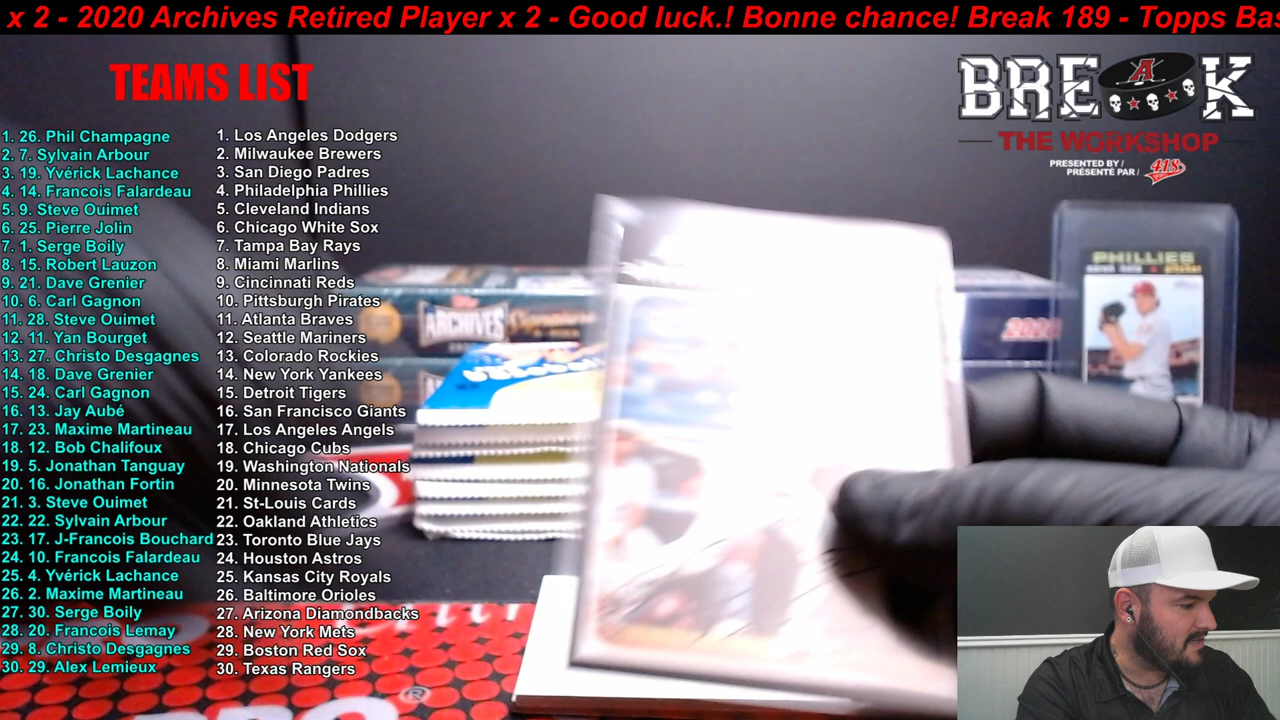 x 2 - 2020 Archives Retired Player x 2 - Good luck.! Bonne chance! Break 189 - Topps Bas
TEAMS LIST
1. 26. Phil Champagne
2. 7. Sylvain Arbour
3. 19. Yvérick Lachance
4. 14. Francois Falardeau
5. 9. Steve Ouimet
6. 25. Pierre Jolin
7. 1. Serge Boily
8. 15. Robert Lauzon
9. 21. Dave Grenier
10. 6. Carl Gagnon
11. 28. Steve Ouimet
12. 11. Yan Bourget
13. 27. Christo Desgagnes
14. 18. Dave Grenier
15. 24. Carl Gagnon
16. 13. Jay Aubé
17. 23. Maxime Martineau
18. 12. Bob Chalifoux
19. 5. Jonathan Tanguay
20. 16. Jonathan Fortin
21. 3. Steve Ouimet
22. 22. Sylvain Arbour
23. 17. J-Francois Bouchard
24. 10. Francois Falardeau
25. 4. Yvérick Lachance
26. 2. Maxime Martineau
27. 30. Serge Boily
28. 20. Francois Lemay
29. 8. Christo Desgagnes
30. 29. Alex Lemieux
1. Los Angeles Dodgers
2. Milwaukee Brewers
3. San Diego Padres
4. Philadelphia Phillies
5. Cleveland Indians
6. Chicago White Sox
7. Tampa Bay Rays
8. Miami Marlins
9. Cincinnati Reds
10. Pittsburgh Pirates
11. Atlanta Braves
12. Seattle Mariners
13. Colorado Rockies
14. New York Yankees
15. Detroit Tigers
16. San Francisco Giants
17. Los Angeles Angels
18. Chicago Cubs
19. Washington Nationals
20. Minnesota Twins
21. St-Louis Cards
22. Oakland Athletics
23. Toronto Blue Jays
24. Houston Astros
25. Kansas City Royals
26. Baltimore Orioles
27. Arizona Diamondbacks
28. New York Mets
29. Boston Red Sox
30. Texas Rangers
BREAK
THE WORKSHOP
PRESENTED BY /
PRÉSENTÉ PAR /
418
PHILLIES
ARCHIVES Signature
2020